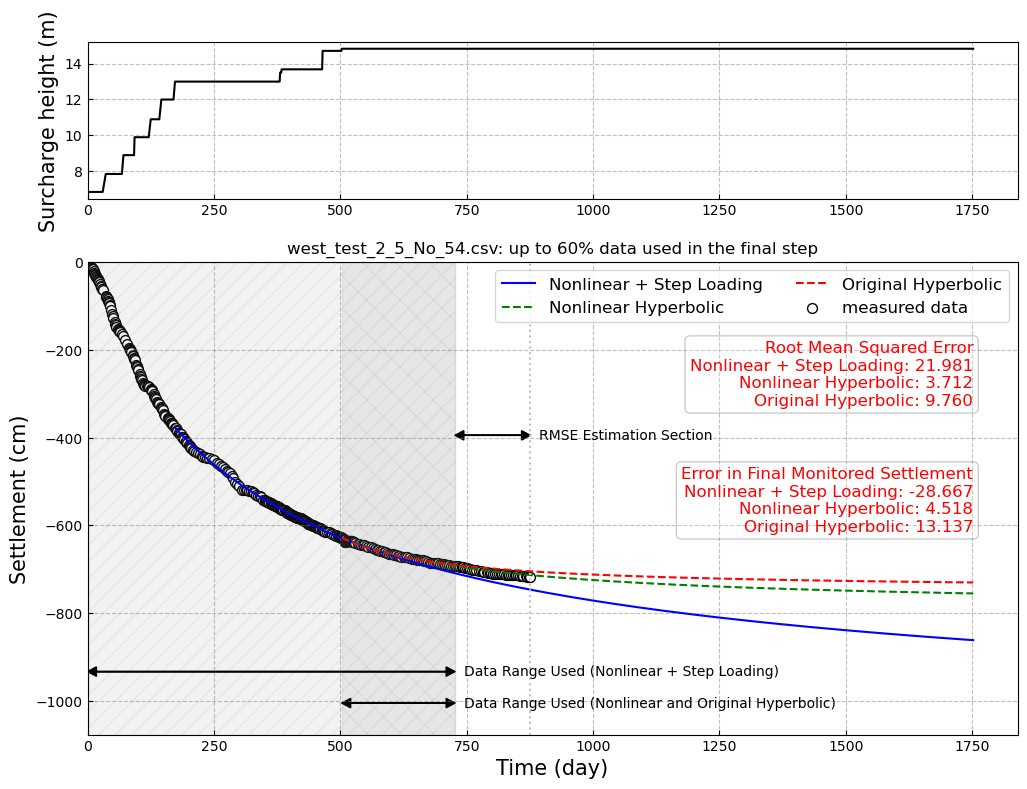 Surcharge height (m)
14
12
10
8
0 250 500 750 1000 1250 1500 1750
west_test_2_5_No_54.csv: up to 60% data used in the final step
Settlement (cm)
0
−200
−400
−600
−800
−1000
Nonlinear + Step Loading
Nonlinear Hyperbolic
Original Hyperbolic
measured data
Root Mean Squared Error
Nonlinear + Step Loading: 21.981
Nonlinear Hyperbolic: 3.712
Original Hyperbolic: 9.760
RMSE Estimation Section
Error in Final Monitored Settlement
Nonlinear + Step Loading: -28.667
Nonlinear Hyperbolic: 4.518
Original Hyperbolic: 13.137
Data Range Used (Nonlinear + Step Loading)
Data Range Used (Nonlinear and Original Hyperbolic)
0 250 500 750 1000 1250 1500 1750
Time (day)